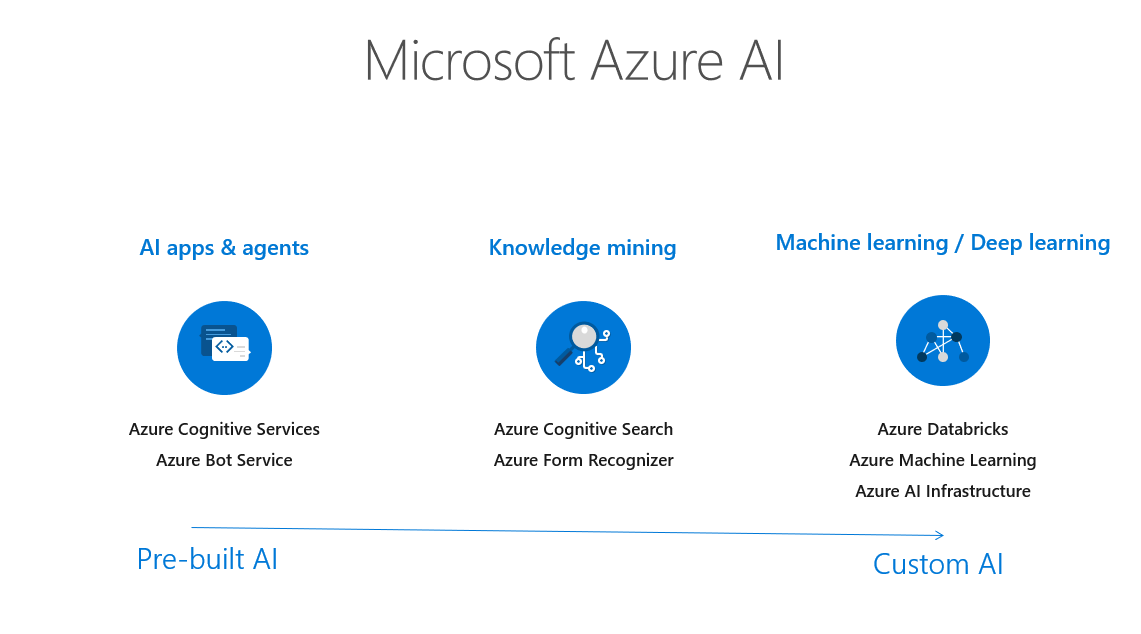 Microsoft Azure AI
AI apps & agents
Azure Cognitive Services
Azure Bot Service
Knowledge mining
Azure Cognitive Search
Azure Form Recognizer
Machine learning / Deep learning
Azure Databricks
Azure Machine Learning
Azure AI Infrastructure
Pre-built AI
Custom AI